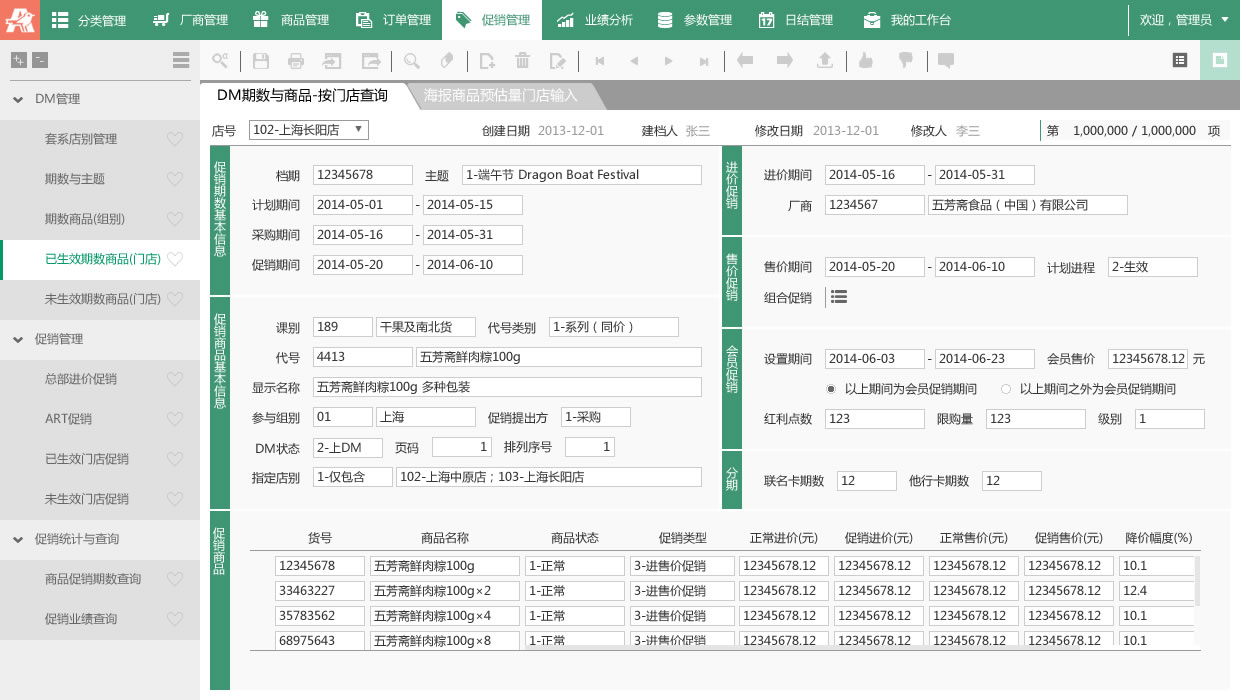 分类管理 厂商管理 商品管理 订单管理 促销管理 业绩分析 参数管理 日结管理 我的工作台 欢迎，管理员
DM管理
套系店别管理
期数与主题
期数商品(组别)
已生效期数商品(门店)
未生效期数商品(门店)
促销管理
总部进价促销
ART促销
已生效门店促销
未生效门店促销
促销统计与查询
商品促销期数查询
促销业绩查询
DM期数与商品-按门店查询 海报商品预估量门店输入
店号 102-上海长阳店 创建日期 2013-12-01 建档人 张三 修改日期 2013-12-01 修改人 李三 第 1,000,000 / 1,000,000 项
促销期数基本信息
档期 12345678 主题 1-端午节 Dragon Boat Festival
计划期间 2014-05-01 - 2014-05-15
采购期间 2014-05-16 - 2014-05-31
促销期间 2014-05-20 - 2014-06-10
促销商品基本信息
课别 189 干果及南北货 代号类别 1-系列（同价）
代号 4413 五芳斋鲜肉粽100g
显示名称 五芳斋鲜肉粽100g 多种包装
参与组别 01 上海 促销提出方 1-采购
DM状态 2-上DM 页码 1 排列序号 1
指定店别 1-仅包含 102-上海中原店；103-上海长阳店
进价促销
进价期间 2014-05-16 - 2014-05-31
厂商 1234567 五芳斋食品（中国）有限公司
售价促销
售价期间 2014-05-20 - 2014-06-10 计划进程 2-生效
组合促销
会员促销
设置期间 2014-06-03 - 2014-06-23 会员售价 12345678.12 元
以上期间为会员促销期间 以上期间之外为会员促销期间
红利点数 123 限购量 123 级别 1
分期
联名卡期数 12 他行卡期数 12
促销商品
货号 商品名称 商品状态 促销类型 正常进价(元) 促销进价(元) 正常售价(元) 促销售价(元) 降价幅度(%)
12345678 五芳斋鲜肉粽100g 1-正常 3-进售价促销 12345678.12 12345678.12 12345678.12 12345678.12 10.1
33463227 五芳斋鲜肉粽100g×2 1-正常 3-进售价促销 12345678.12 12345678.12 12345678.12 12345678.12 12.4
35783562 五芳斋鲜肉粽100g×4 1-正常 3-进售价促销 12345678.12 12345678.12 12345678.12 12345678.12 10.1
68975643 五芳斋鲜肉粽100g×8 1-正常 3-进售价促销 12345678.12 12345678.12 12345678.12 12345678.12 10.1